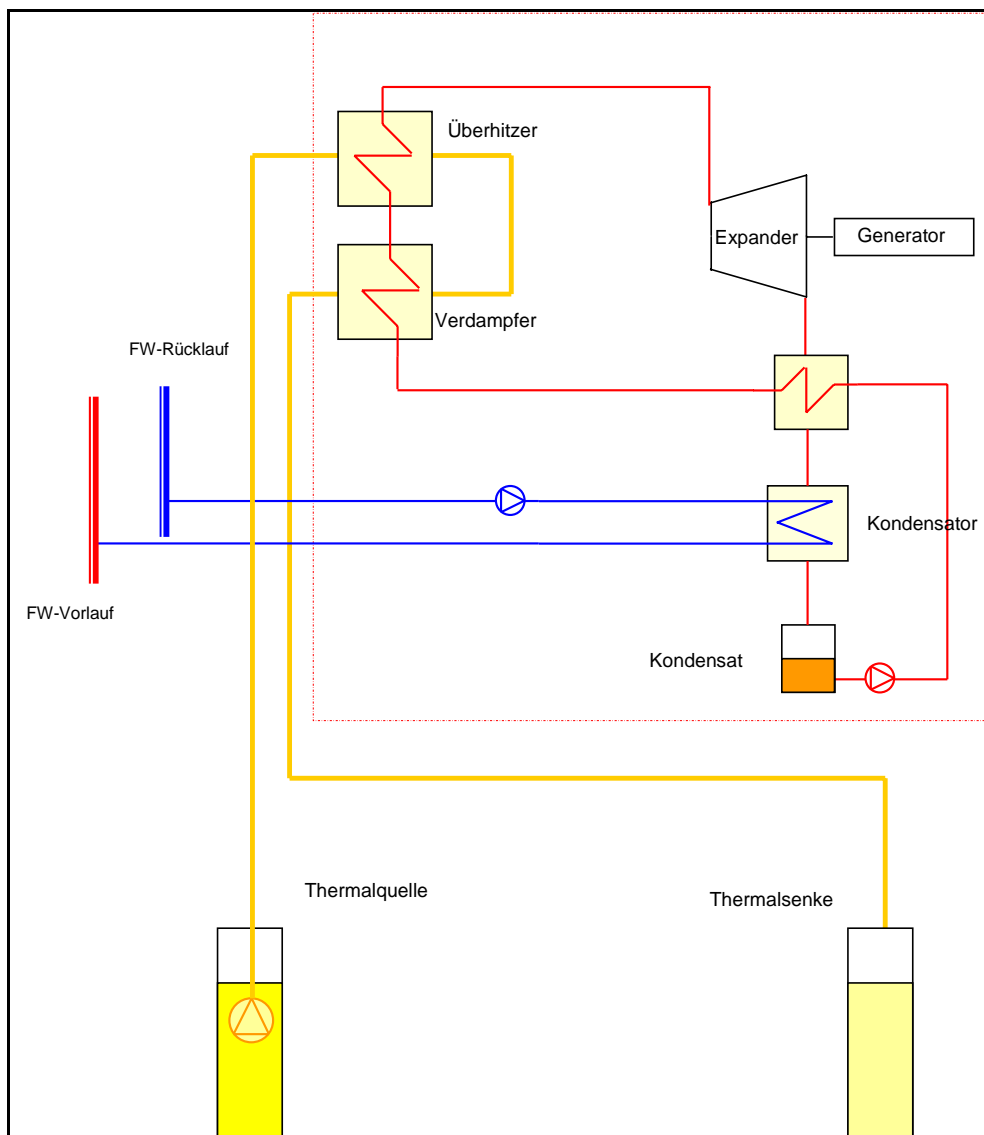 Überhitzer
Expander
Generator
Verdampfer
FW-Rücklauf
Kondensator
FW-Vorlauf
Kondensat
Thermalquelle
Thermalsenke